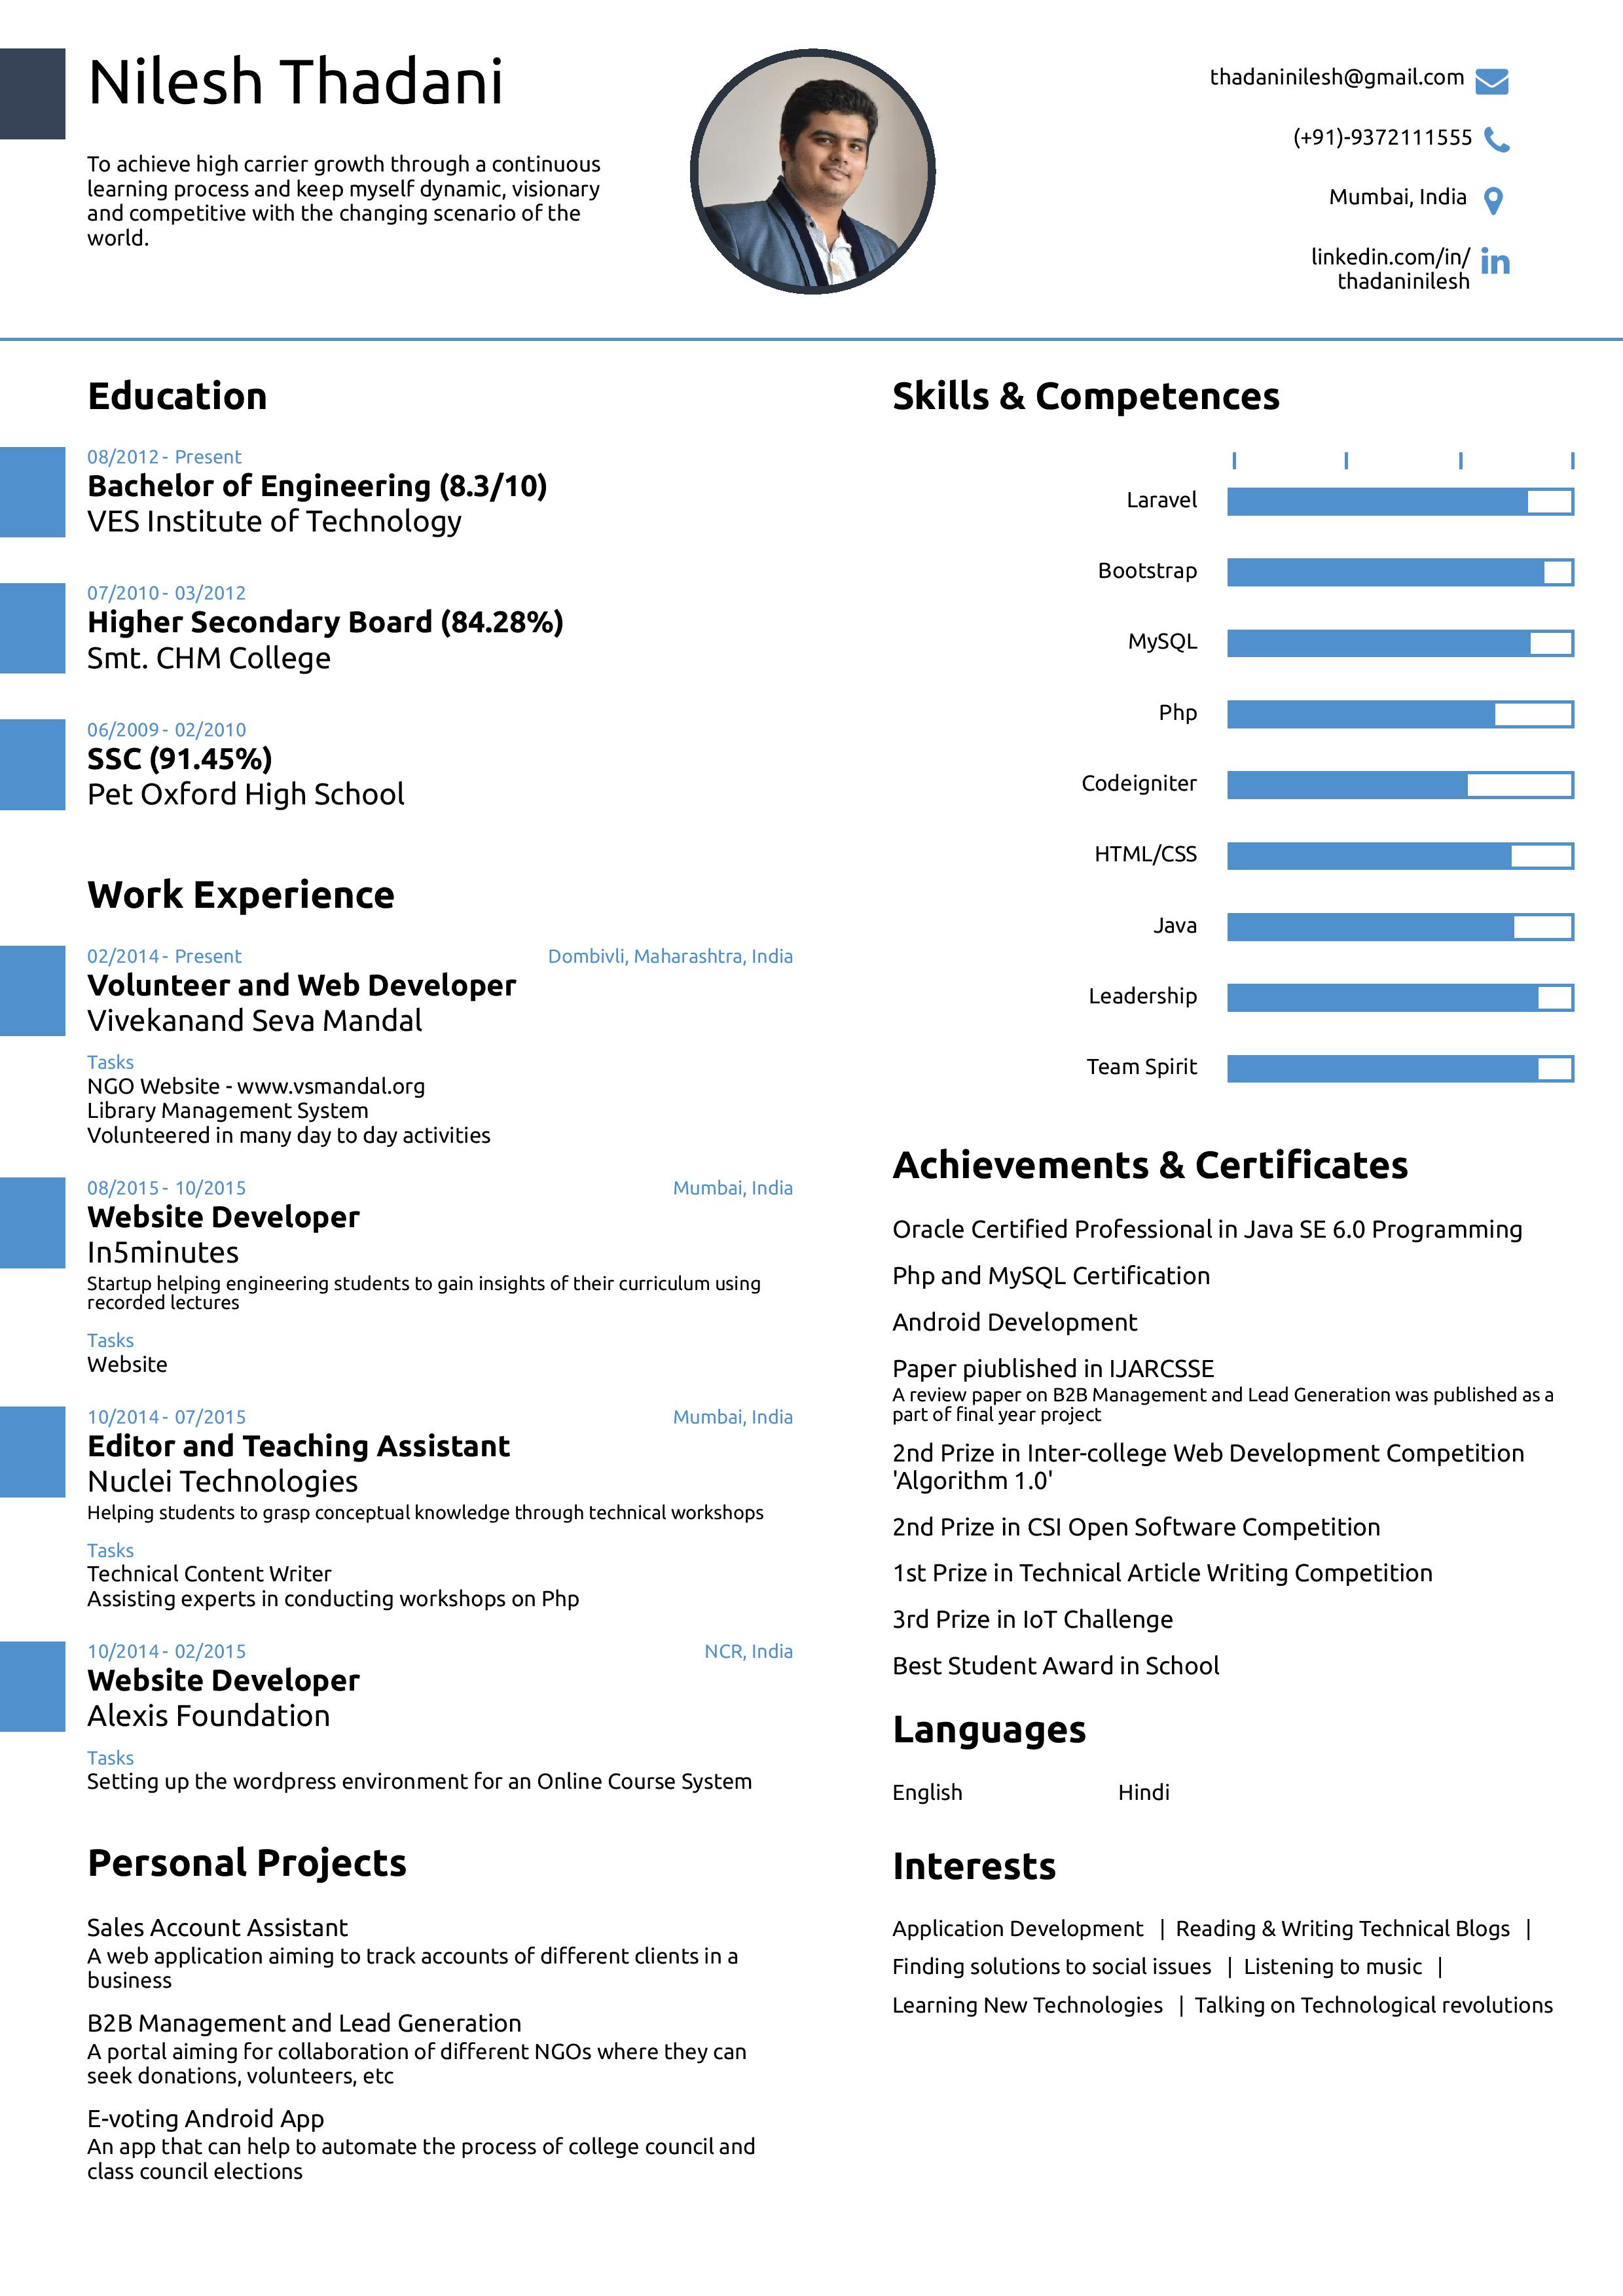 Nilesh Thadani
To achieve high carrier growth through a continuous
learning process and keep myself dynamic, visionary
and competitive with the changing scenario of the
world.
thadaninilesh@gmail.com
(+91)-9372111555
Mumbai, India
linkedin.com/in/
thadaninilesh
in
Education
08/2012 - Present
Bachelor of Engineering (8.3/10)
VES Institute of Technology
07/2010 - 03/2012
Higher Secondary Board (84.28%)
Smt. CHM College
06/2009 - 02/2010
SSC (91.45%)
Pet Oxford High School
Work Experience
02/2014 - Present Dombivli, Maharashtra, India
Volunteer and Web Developer
Vivekanand Seva Mandal
Tasks
NGO Website - www.vsmandal.org
Library Management System
Volunteered in many day to day activities
08/2015 - 10/2015 Mumbai, India
Website Developer
In5minutes
Startup helping engineering students to gain insights of their curriculum using
recorded lectures
Tasks
Website
10/2014 - 07/2015 Mumbai, India
Editor and Teaching Assistant
Nuclei Technologies
Helping students to grasp conceptual knowledge through technical workshops
Tasks
Technical Content Writer
Assisting experts in conducting workshops on Php
10/2014 - 02/2015 NCR, India
Website Developer
Alexis Foundation
Tasks
Setting up the wordpress environment for an Online Course System
Personal Projects
Sales Account Assistant
A web application aiming to track accounts of different clients in a
business
B2B Management and Lead Generation
A portal aiming for collaboration of different NGOs where they can
seek donations, volunteers, etc
E-voting Android App
An app that can help to automate the process of college council and
class council elections
Skills & Competences
Laravel
Bootstrap
MySQL
Php
Codeigniter
HTML/CSS
Java
Leadership
Team Spirit
Achievements & Certificates
Oracle Certified Professional in Java SE 6.0 Programming
Php and MySQL Certification
Android Development
Paper piublished in IJARCSSE
A review paper on B2B Management and Lead Generation was published as a
part of final year project
2nd Prize in Inter-college Web Development Competition
'Algorithm 1.0'
2nd Prize in CSI Open Software Competition
1st Prize in Technical Article Writing Competition
3rd Prize in IoT Challenge
Best Student Award in School
Languages
English Hindi
Interests
Application Development | Reading & Writing Technical Blogs |
Finding solutions to social issues | Listening to music |
Learning New Technologies | Talking on Technological revolutions